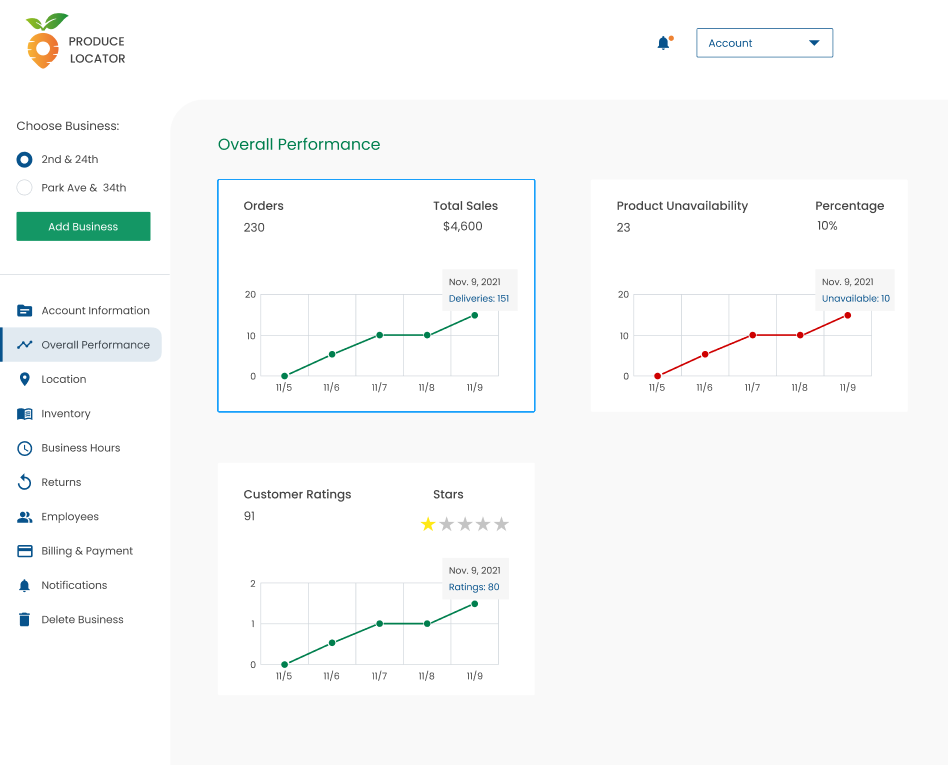 PRODUCE
LOCATOR
Account
Choose Business:
2nd & 24th
Park Ave & 34th
Add Business
Account Information
Overall Performance
Location
Inventory
Business Hours
Returns
Employees
Billing & Payment
Notifications
Delete Business
Overall Performance
Orders Total Sales
230 $4,600
Nov. 9, 2021
Deliveries: 151
20
10
0
11/5 11/6 11/7 11/8 11/9
Product Unavailability Percentage
23 10%
Nov. 9, 2021
Unavailable: 10
20
10
0
11/5 11/6 11/7 11/8 11/9
Customer Ratings Stars
91
Nov. 9, 2021
Ratings: 80
2
1
0
11/5 11/6 11/7 11/8 11/9